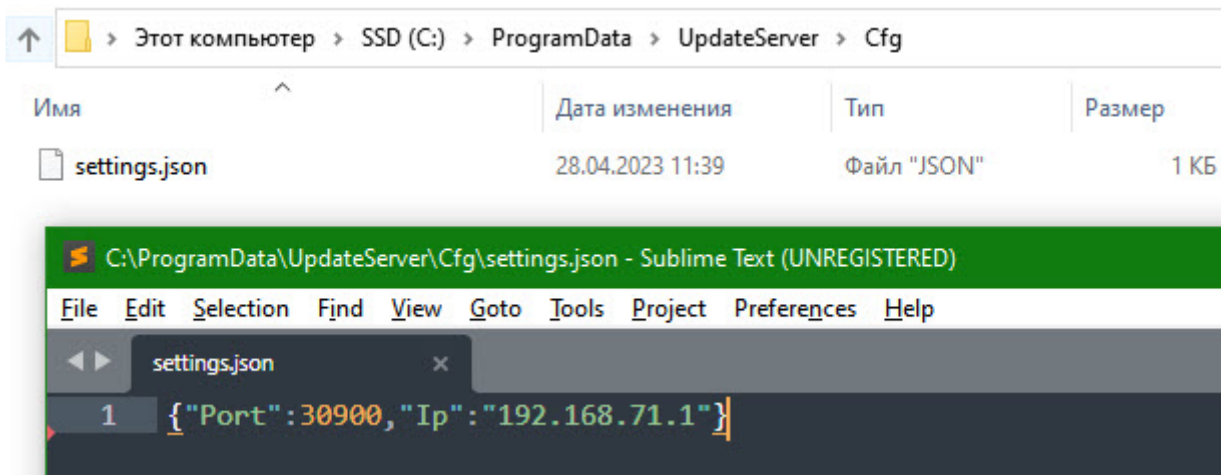 Этот компьютер > SSD (C:) > ProgramData > UpdateServer > Cfg
Имя Дата изменения Тип Размер
settings.json 28.04.2023 11:39 Файл "JSON" 1 КБ
C:\ProgramData\UpdateServer\Cfg\settings.json - Sublime Text (UNREGISTERED)
File Edit Selection Find View Goto Tools Project Preferences Help
settings.json ×
1 {"Port":30900,"Ip":"192.168.71.1"}